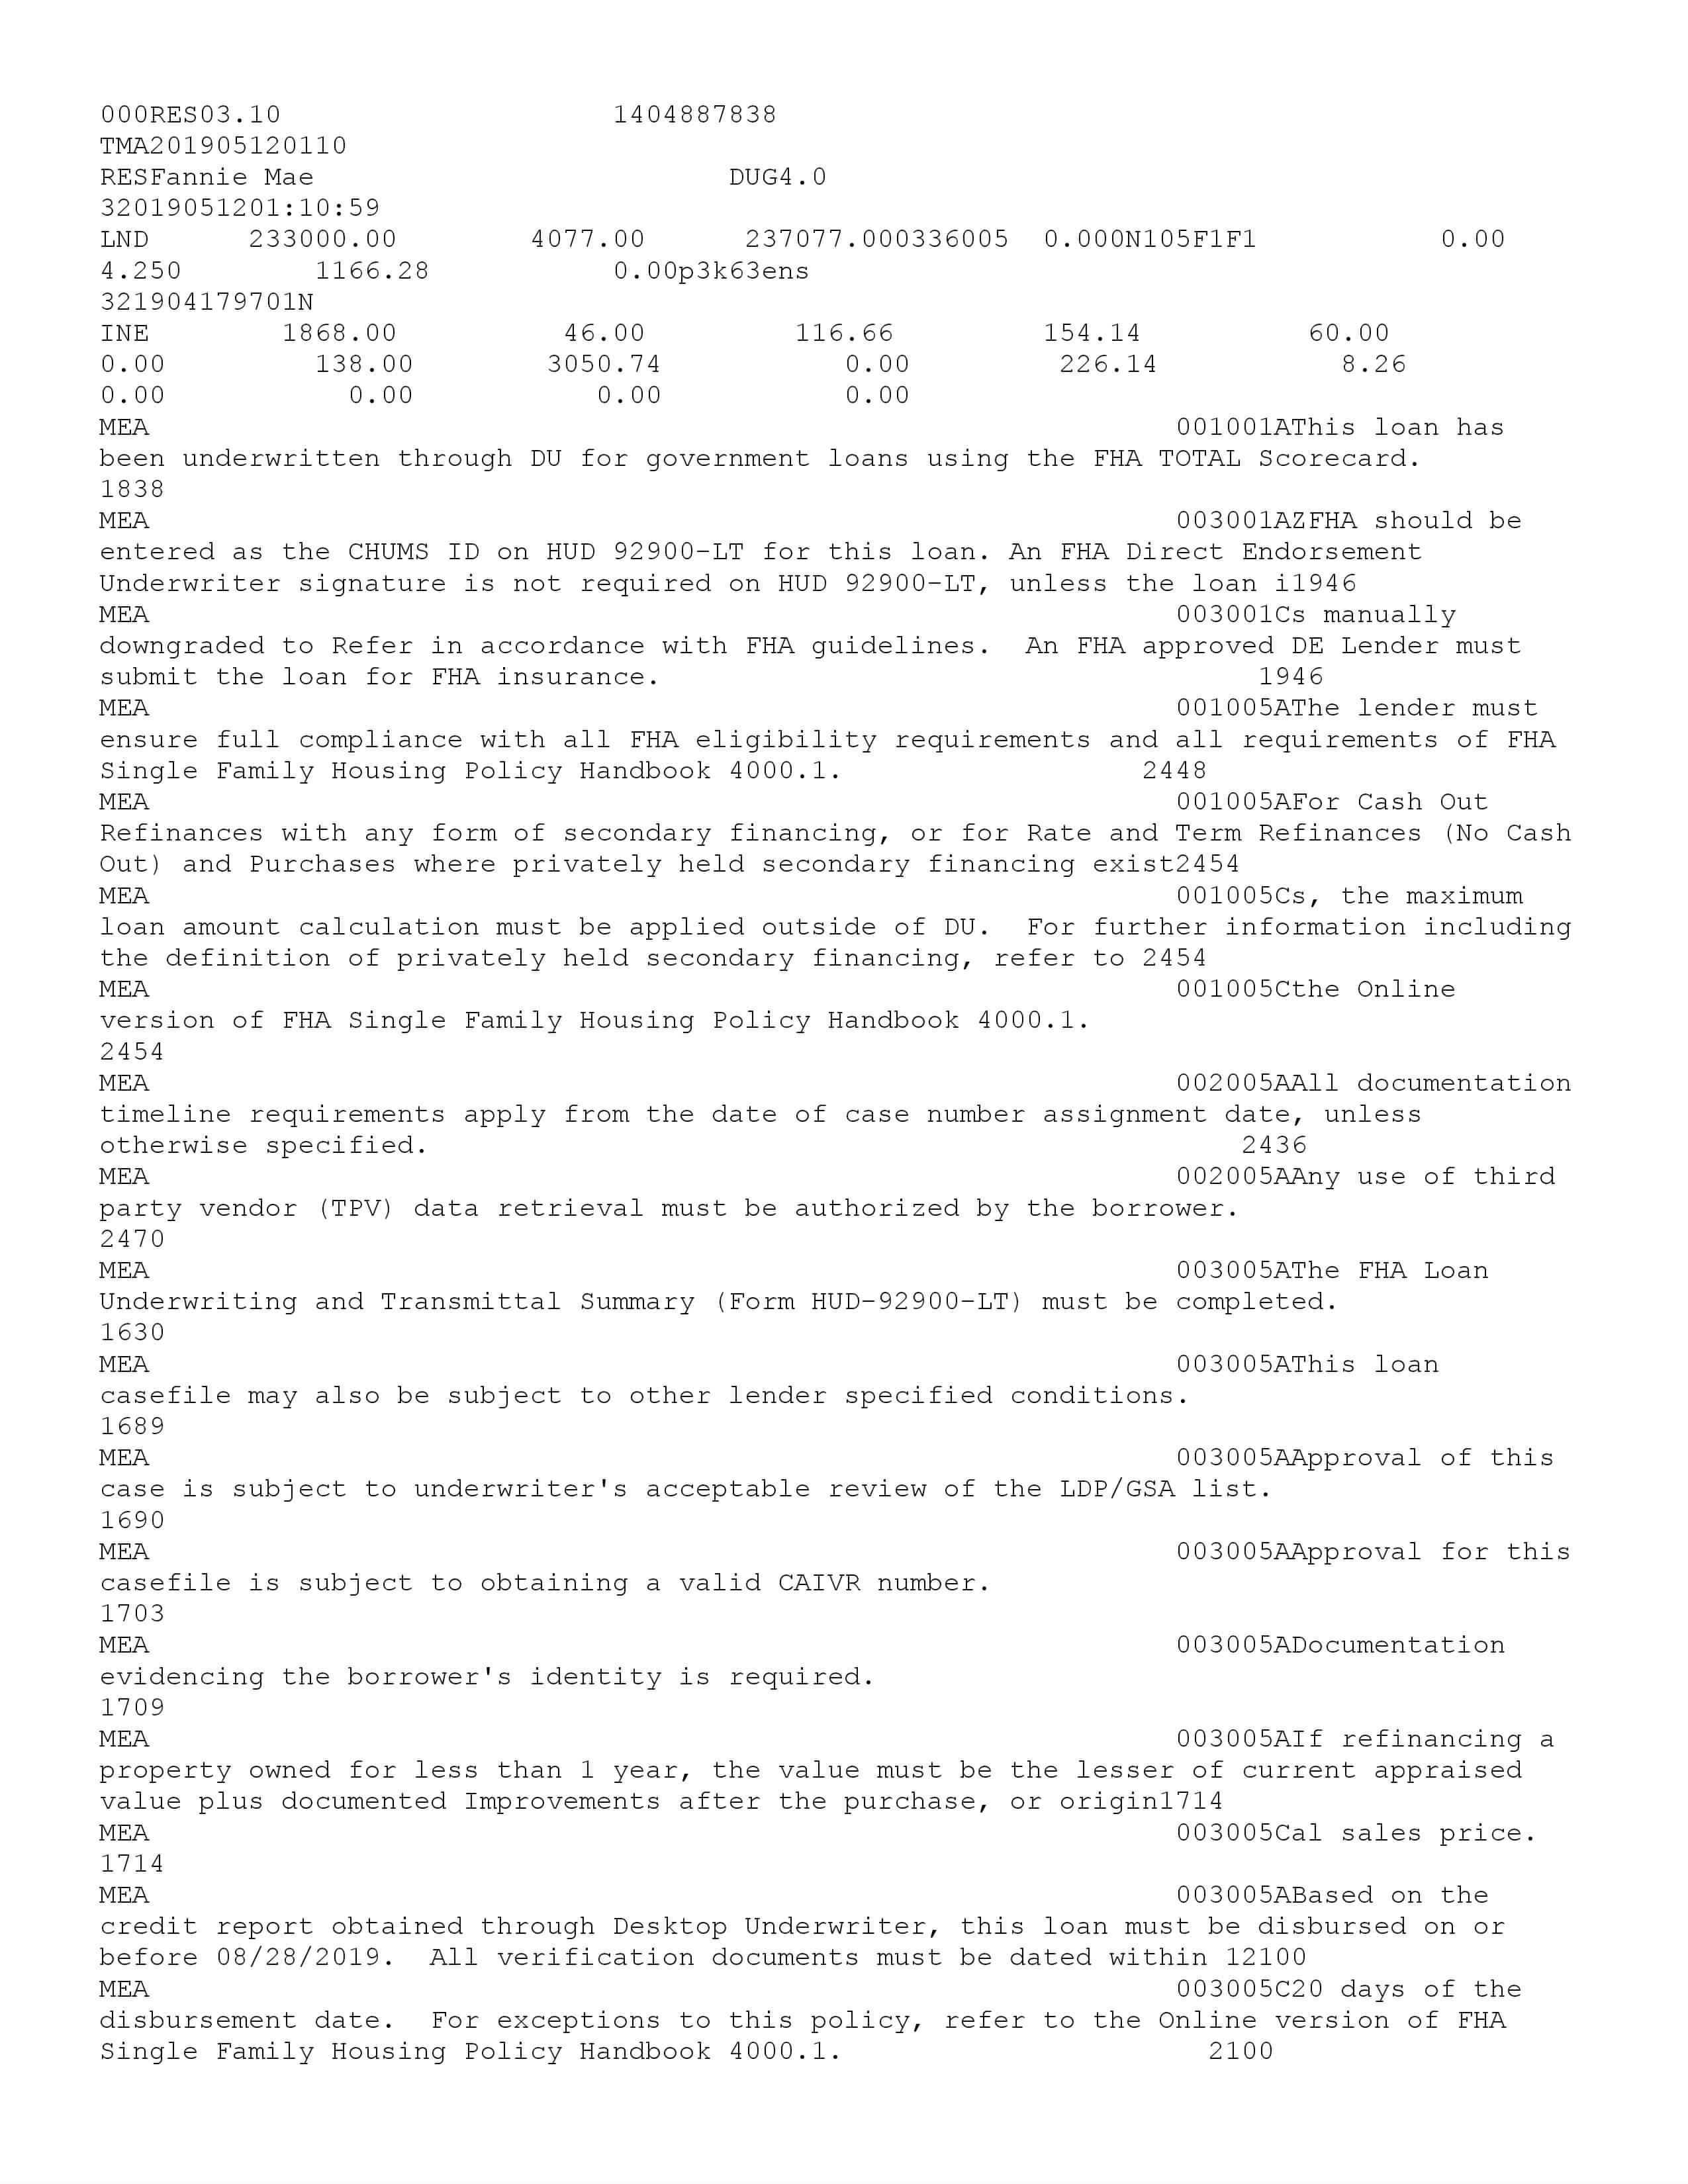 000RES03.10                    1404887838
TMA201905120110
RESFannie Mae                         DUG4.0
32019051201:10:59
LND      233000.00        4077.00      237077.000336005  0.000N105F1F1           0.00
4.250        1166.28           0.00p3k63ens
321904179701N
INE        1868.00          46.00         116.66         154.14          60.00
0.00         138.00        3050.74           0.00         226.14           8.26
0.00           0.00           0.00           0.00
MEA                                                              001001AThis loan has
been underwritten through DU for government loans using the FHA TOTAL Scorecard.
1838
MEA                                                              003001AZFHA should be
entered as the CHUMS ID on HUD 92900-LT for this loan. An FHA Direct Endorsement
Underwriter signature is not required on HUD 92900-LT, unless the loan i1946
MEA                                                              003001Cs manually
downgraded to Refer in accordance with FHA guidelines.  An FHA approved DE Lender must
submit the loan for FHA insurance.                                    1946
MEA                                                              001005AThe lender must
ensure full compliance with all FHA eligibility requirements and all requirements of FHA
Single Family Housing Policy Handbook 4000.1.                  2448
MEA                                                              001005AFor Cash Out
Refinances with any form of secondary financing, or for Rate and Term Refinances (No Cash
Out) and Purchases where privately held secondary financing exist2454
MEA                                                              001005Cs, the maximum
loan amount calculation must be applied outside of DU.  For further information including
the definition of privately held secondary financing, refer to 2454
MEA                                                              001005Cthe Online
version of FHA Single Family Housing Policy Handbook 4000.1.
2454
MEA                                                              002005AAll documentation
timeline requirements apply from the date of case number assignment date, unless
otherwise specified.                                                 2436
MEA                                                              002005AAny use of third
party vendor (TPV) data retrieval must be authorized by the borrower.
2470
MEA                                                              003005AThe FHA Loan
Underwriting and Transmittal Summary (Form HUD-92900-LT) must be completed.
1630
MEA                                                              003005AThis loan
casefile may also be subject to other lender specified conditions.
1689
MEA                                                              003005AApproval of this
case is subject to underwriter's acceptable review of the LDP/GSA list.
1690
MEA                                                              003005AApproval for this
casefile is subject to obtaining a valid CAIVR number.
1703
MEA                                                              003005ADocumentation
evidencing the borrower's identity is required.
1709
MEA                                                              003005AIf refinancing a
property owned for less than 1 year, the value must be the lesser of current appraised
value plus documented Improvements after the purchase, or origin1714
MEA                                                              003005Cal sales price.
1714
MEA                                                              003005ABased on the
credit report obtained through Desktop Underwriter, this loan must be disbursed on or
before 08/28/2019.  All verification documents must be dated within 12100
MEA                                                              003005C20 days of the
disbursement date.  For exceptions to this policy, refer to the Online version of FHA
Single Family Housing Policy Handbook 4000.1.                      2100